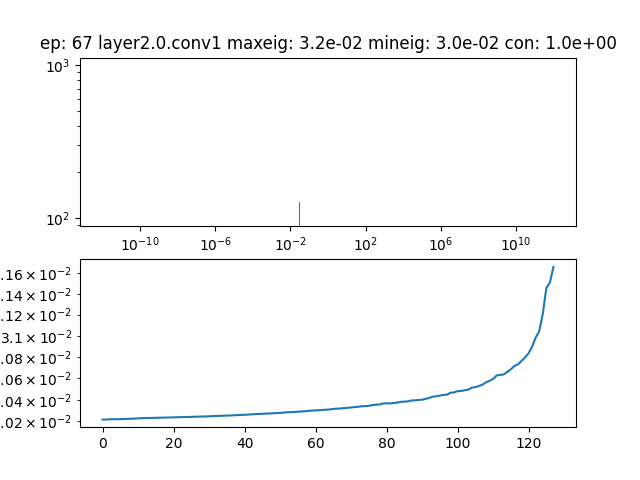 ep: 67 layer2.0.conv1 maxeig: 3.2e-02 mineig: 3.0e-02 con: 1.0e+00
10³
10²
10⁻¹⁰ 10⁻⁶ 10⁻² 10² 10⁶ 10¹⁰
.16 × 10⁻²
.14 × 10⁻²
.12 × 10⁻²
3.1 × 10⁻²
.08 × 10⁻²
.06 × 10⁻²
.04 × 10⁻²
.02 × 10⁻²
0 20 40 60 80 100 120